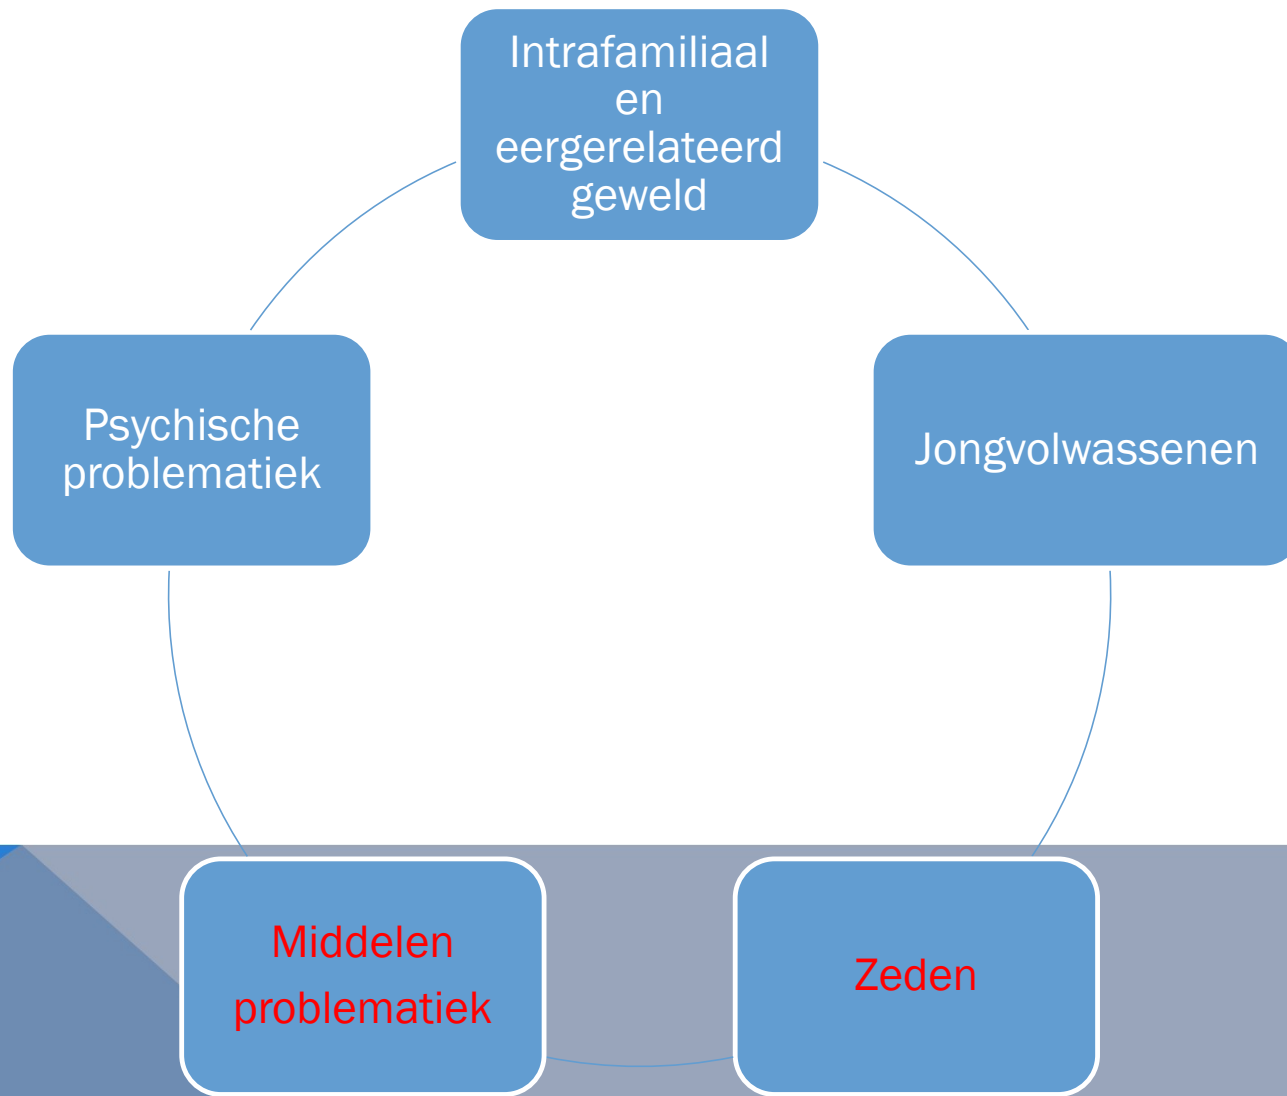 Intrafamiliaal
en
eergerelateerd
geweld
Psychische
problematiek
Jongvolwassenen
Middelen
problematiek
Zeden